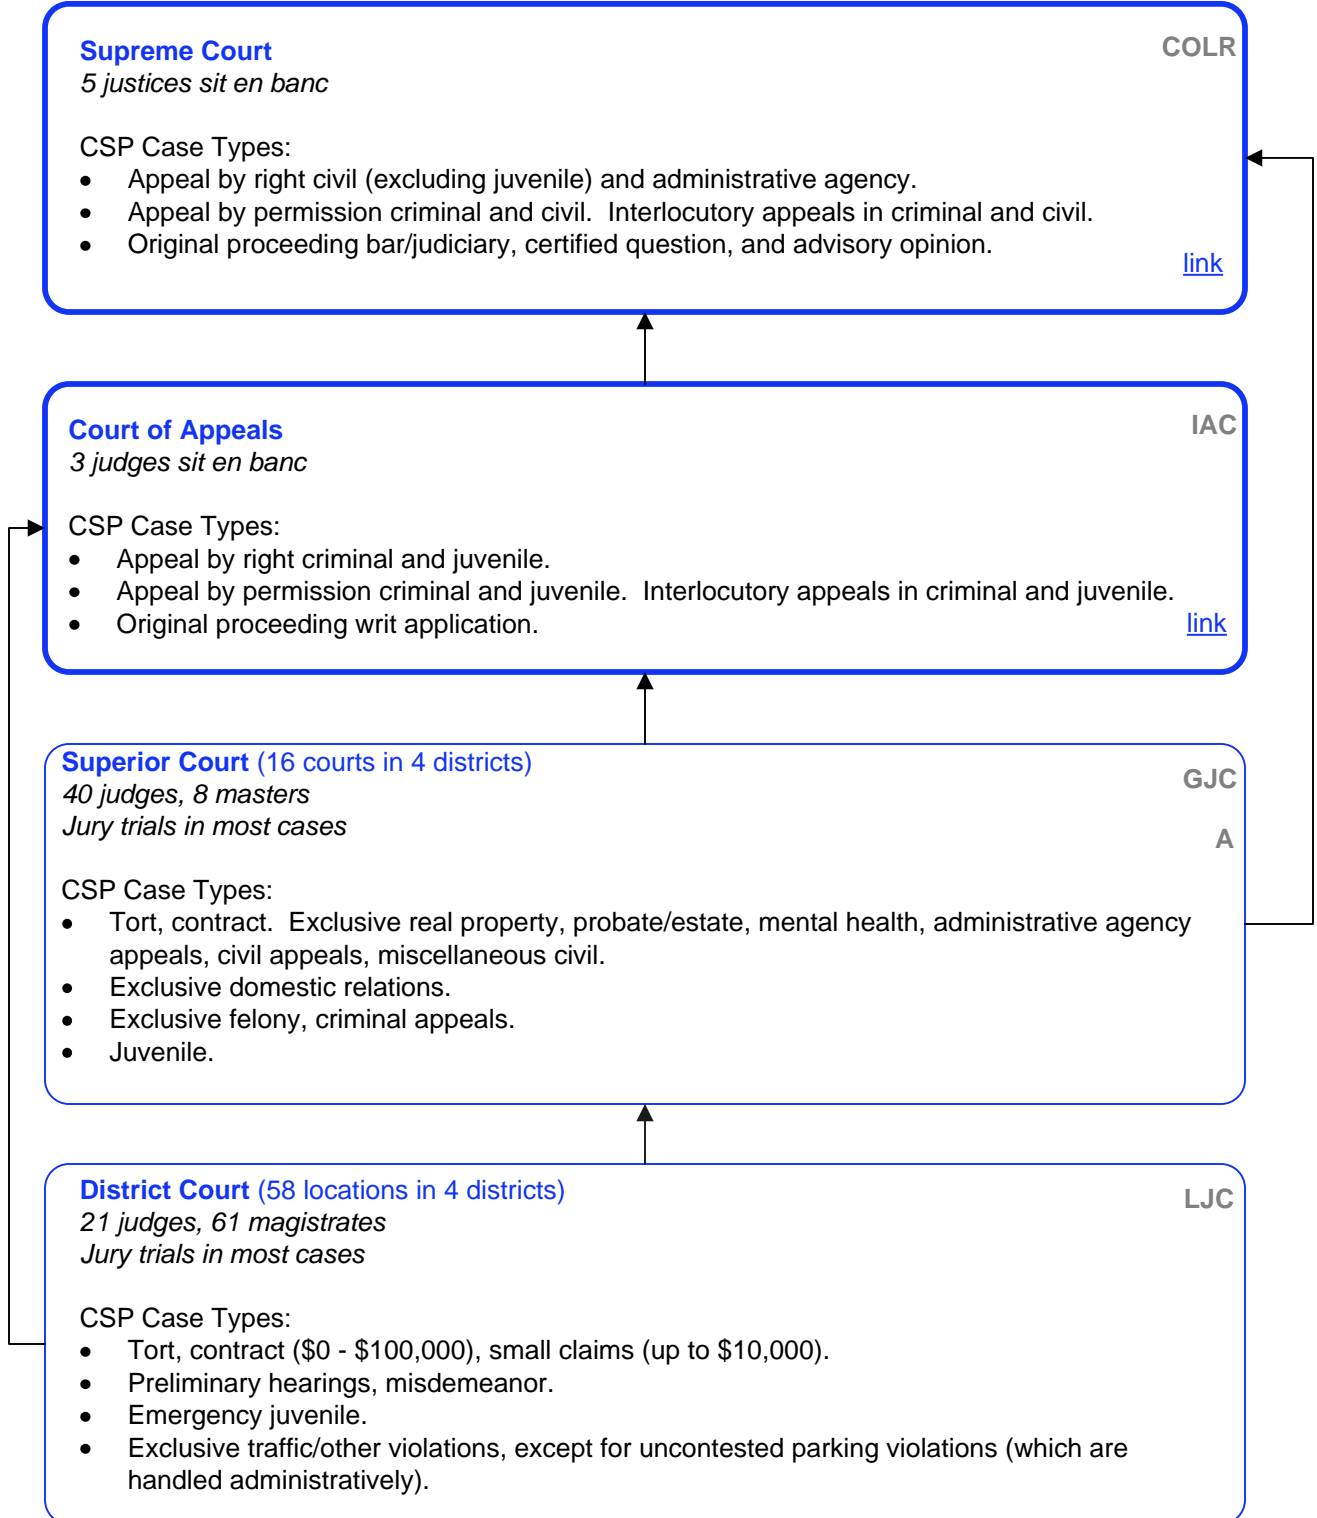 Supreme Court
COLR
5 justices sit en banc
CSP Case Types:
• Appeal by right civil (excluding juvenile) and administrative agency.
• Appeal by permission criminal and civil. Interlocutory appeals in criminal and civil.
• Original proceeding bar/judiciary, certified question, and advisory opinion.
link
Court of Appeals
IAC
3 judges sit en banc
CSP Case Types:
• Appeal by right criminal and juvenile.
• Appeal by permission criminal and juvenile. Interlocutory appeals in criminal and juvenile.
• Original proceeding writ application.
link
Superior Court (16 courts in 4 districts)
GJC
40 judges, 8 masters
Jury trials in most cases
A
CSP Case Types:
• Tort, contract. Exclusive real property, probate/estate, mental health, administrative agency
appeals, civil appeals, miscellaneous civil.
• Exclusive domestic relations.
• Exclusive felony, criminal appeals.
• Juvenile.
District Court (58 locations in 4 districts)
LJC
21 judges, 61 magistrates
Jury trials in most cases
CSP Case Types:
• Tort, contract ($0 - $100,000), small claims (up to $10,000).
• Preliminary hearings, misdemeanor.
• Emergency juvenile.
• Exclusive traffic/other violations, except for uncontested parking violations (which are
handled administratively).